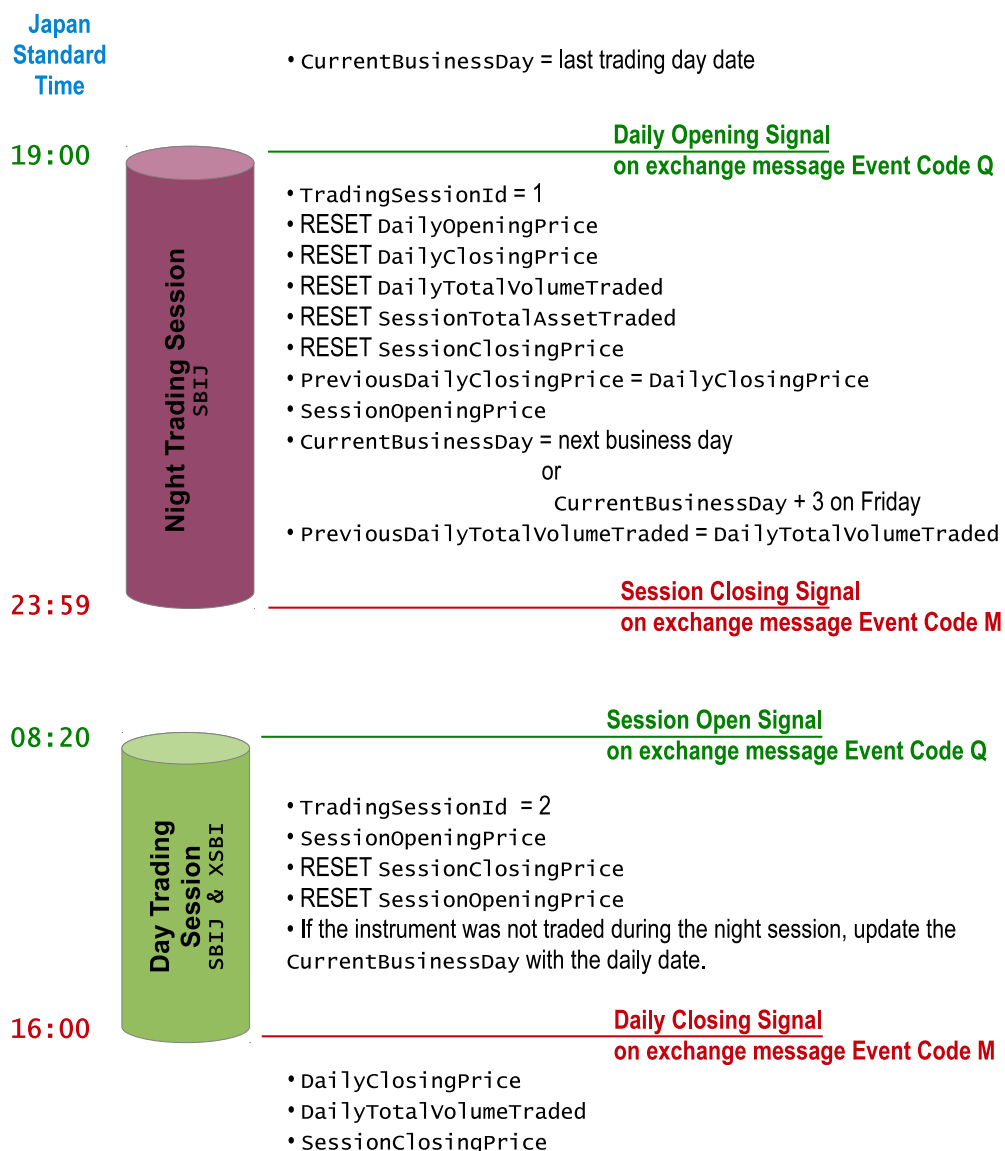 Japan
Standard
Time
• CurrentBusinessDay = last trading day date
19:00
Daily Opening Signal
on exchange message Event Code Q
Night Trading Session
SBIJ
• TradingSessionId = 1
• RESET DailyOpeningPrice
• RESET DailyClosingPrice
• RESET DailyTotalVolumeTraded
• RESET SessionTotalAssetTraded
• RESET SessionClosingPrice
• PreviousDailyClosingPrice = DailyClosingPrice
• SessionOpeningPrice
• CurrentBusinessDay = next business day
or
CurrentBusinessDay + 3 on Friday
• PreviousDailyTotalVolumeTraded = DailyTotalVolumeTraded
23:59
Session Closing Signal
on exchange message Event Code M
08:20
Session Open Signal
on exchange message Event Code Q
Day Trading
Session
SBIJ & XSBI
• TradingSessionId = 2
• SessionOpeningPrice
• RESET SessionClosingPrice
• RESET SessionOpeningPrice
• If the instrument was not traded during the night session, update the
CurrentBusinessDay with the daily date.
16:00
Daily Closing Signal
on exchange message Event Code M
• DailyClosingPrice
• DailyTotalVolumeTraded
• SessionClosingPrice